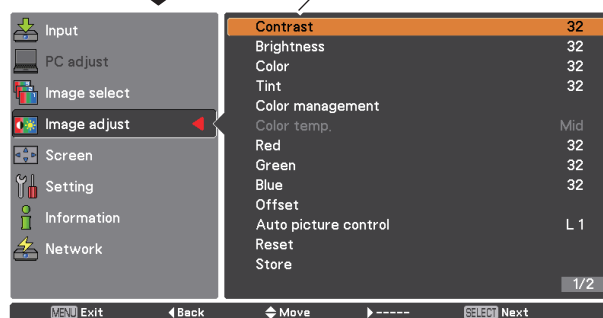 Input
PC adjust
Image select
Image adjust
Screen
Setting
Information
Network
Contrast 32
Brightness 32
Color 32
Tint 32
Color management
Color temp. Mid
Red 32
Green 32
Blue 32
Offset
Auto picture control L 1
Reset
Store
1/2
MENU Exit Back Move ----- SELECT Next